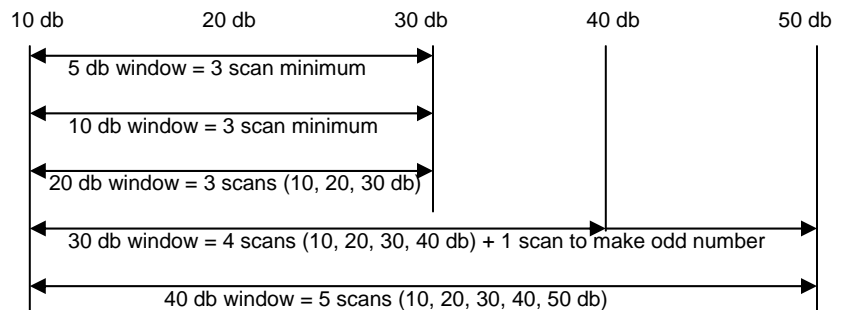 10 db 20 db 30 db 40 db 50 db
5 db window = 3 scan minimum
10 db window = 3 scan minimum
20 db window = 3 scans (10, 20, 30 db)
30 db window = 4 scans (10, 20, 30, 40 db) + 1 scan to make odd number
40 db window = 5 scans (10, 20, 30, 40, 50 db)